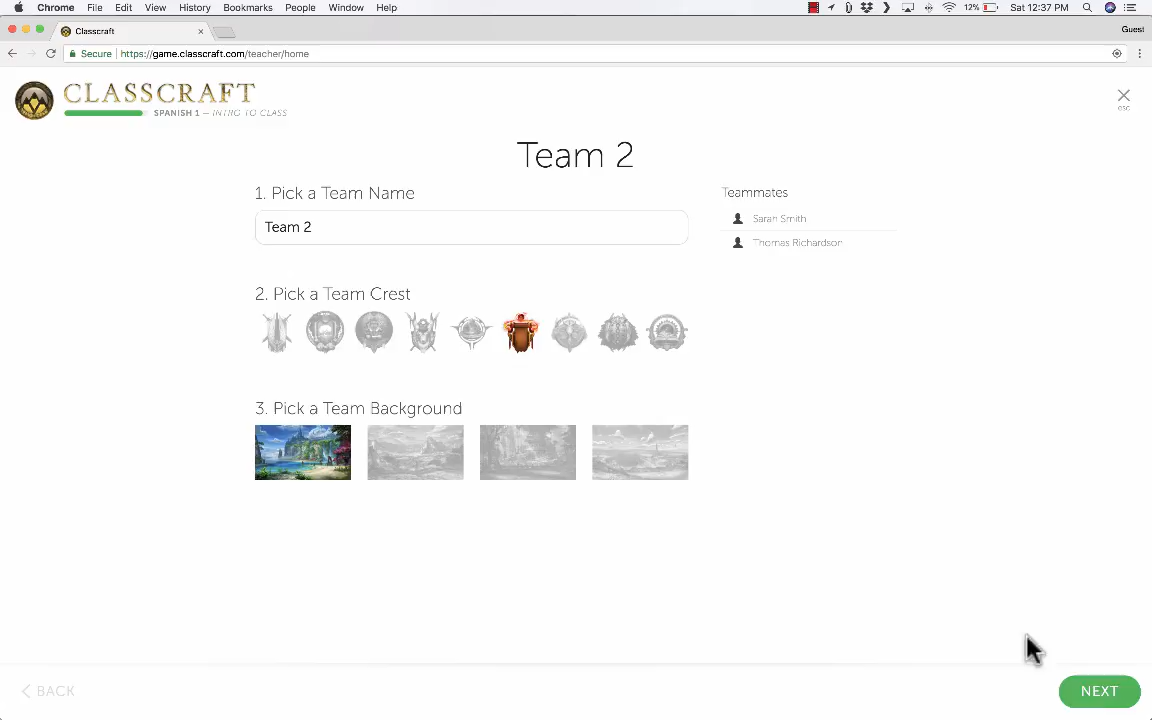 Chrome File Edit View History Bookmarks People Window Help 12% Sat 12:37 PM
Classcraft Guest
Secure https://game.classcraft.com/teacher/home
CLASSCRAFT
SPANISH 1 – INTRO TO CLASS
esc
Team 2
1. Pick a Team Name
Teammates
Sarah Smith
Team 2
Thomas Richardson
2. Pick a Team Crest
3. Pick a Team Background
BACK NEXT